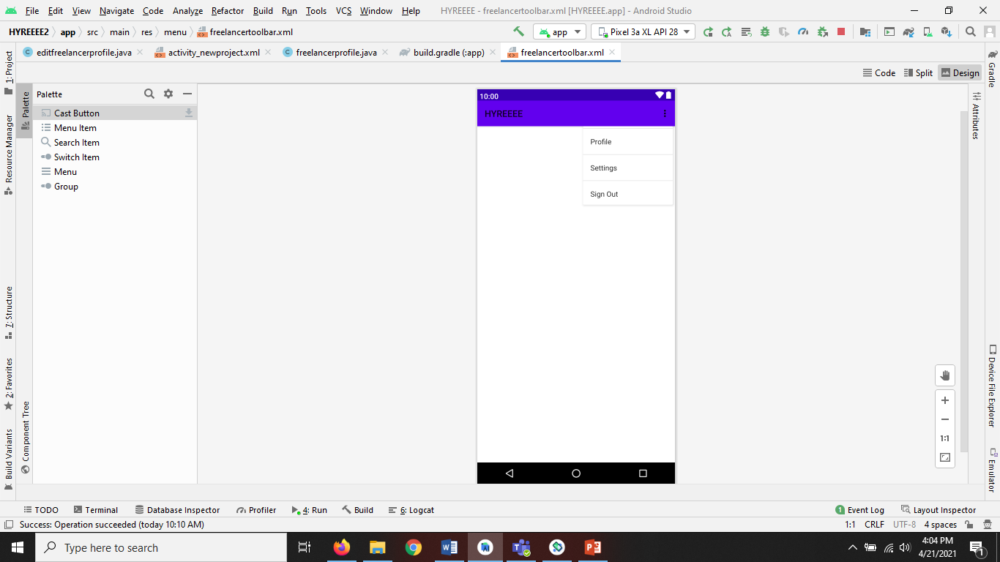 File Edit View Navigate Code Analyze Refactor Build Run Tools VCS Window Help HYREEEE - freelancertoolbar.xml [HYREEEE.app] - Android Studio
HYREEEE2 app src main res menu freelancertoolbar.xml app Pixel 3a XL API 28
editfreelancerprofile.java activity_newproject.xml freelancerprofile.java build.gradle (:app) freelancertoolbar.xml
Code Split Design
1: Project
Resource Manager
7: Structure
2: Favorites
Build Variants
Palette
Component Tree
Palette
Cast Button
Menu Item
Search Item
Switch Item
Menu
Group
10:00
HYREEEE
Profile
Settings
Sign Out
1:1
Attributes
Gradle
Device File Explorer
Emulator
TODO Terminal Database Inspector Profiler 4: Run Build 6: Logcat 1 Event Log Layout Inspector
Success: Operation succeeded (today 10:10 AM) 1:1 CRLF UTF-8 4 spaces
Type here to search
4:04 PM
4/21/2021
1